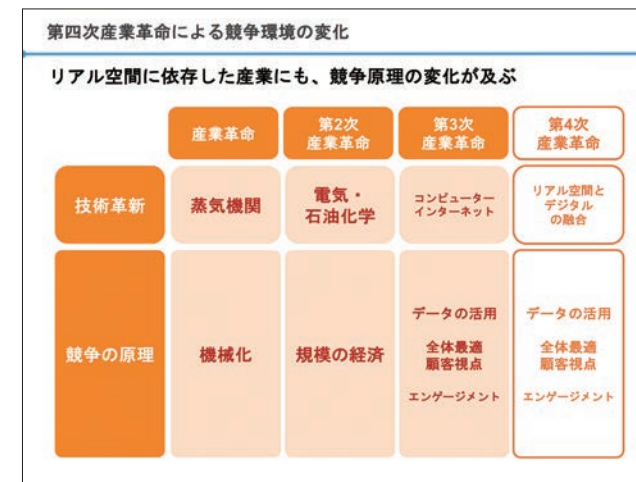 第四次産業革命による競争環境の変化
リアル空間に依存した産業にも、競争原理の変化が及ぶ
産業革命
第2次
産業革命
第3次
産業革命
第4次
産業革命
技術革新
蒸気機関
電気・
石油化学
コンピューター
インターネット
リアル空間と
デジタル
の融合
競争の原理
機械化
規模の経済
データの活用
全体最適
顧客視点
エンゲージメント
データの活用
全体最適
顧客視点
エンゲージメント